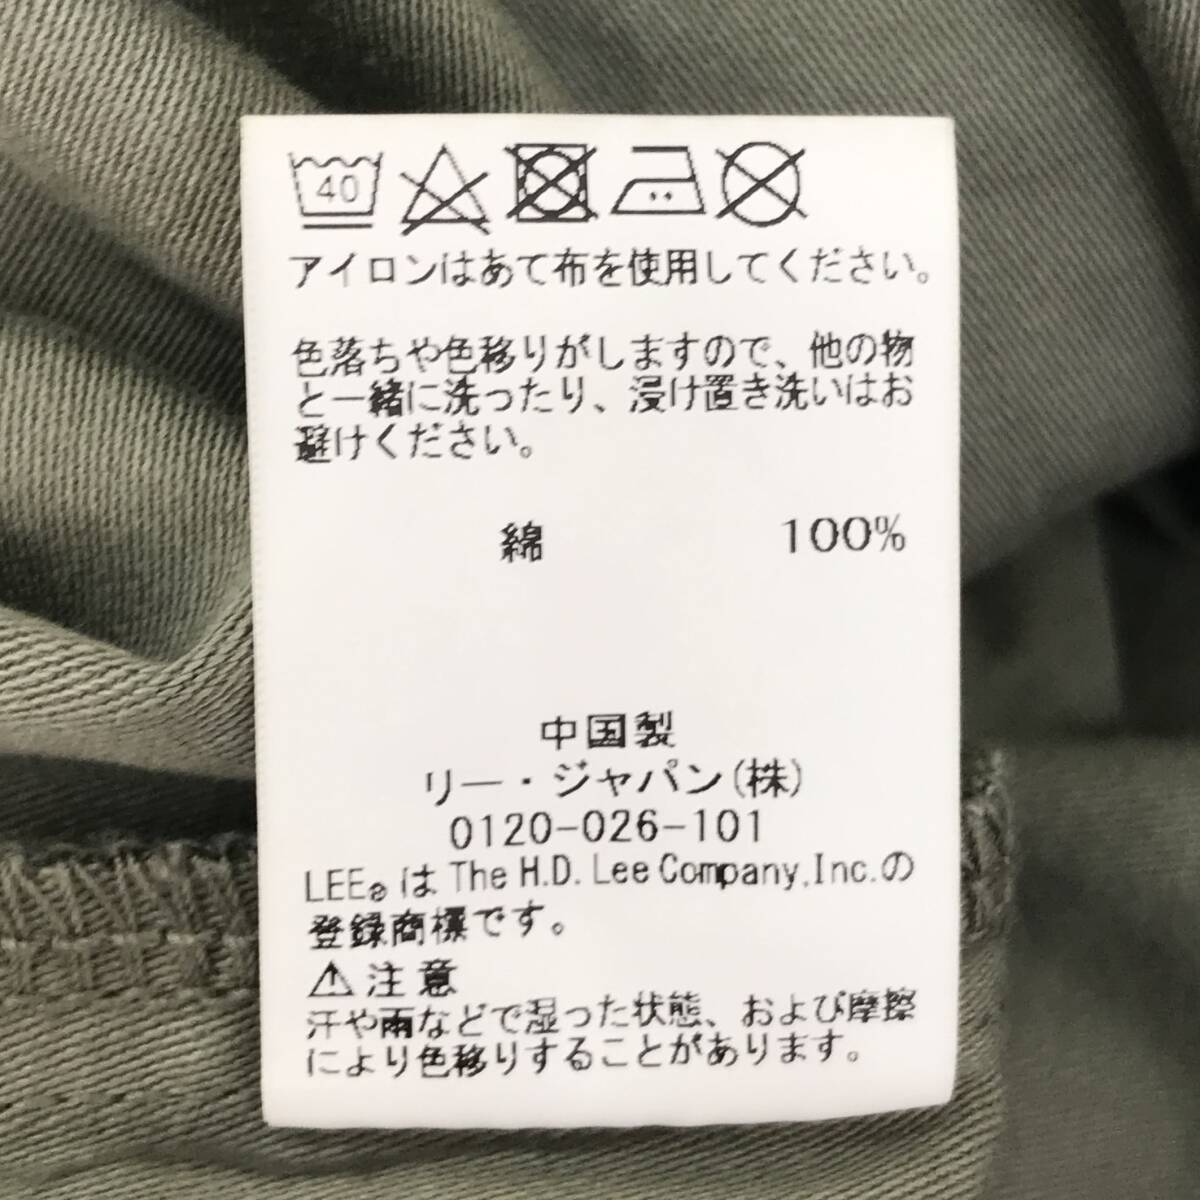 40
アイロンはあて布を使用してください。
色落ちや色移りがしますので、他の物
と一緒に洗ったり、浸け置き洗いはお
避けください。
綿 100%
中国製
リー・ジャパン(株)
0120-026-101
LEE®は The H.D. Lee Company,Inc.の
登録商標です。
⚠注意
汗や雨などで湿った状態、および摩擦
により色移りすることがあります。